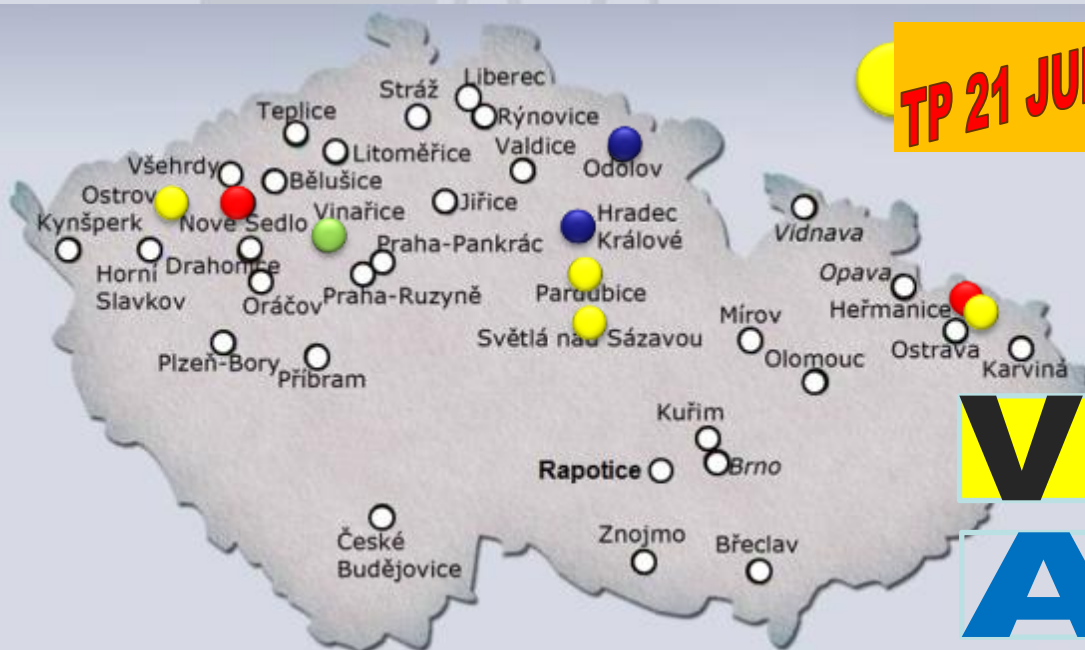 TP 21 JUN
Liberec
Stráž
Teplice
Rýnovice
Valdice
Litoměřice
Odolov
Všehrdy
Bělušice
Ostrov
Jiřice
Nové Sedlo
Vinařice
Hradec
Králové
Kynšperk
Vidnava
Praha-Pankrác
Horní
Slavkov
Drahonice
Opava
Oráčov
Praha-Ruzyně
Pardubice
Heřmanice
Mírov
Světlá nad Sázavou
Ostrava
Plzeň-Bory
Olomouc
Karviná
Příbram
Kuřim
V
Rapotice
Brno
České
Budějovice
Znojmo
Břeclav
A